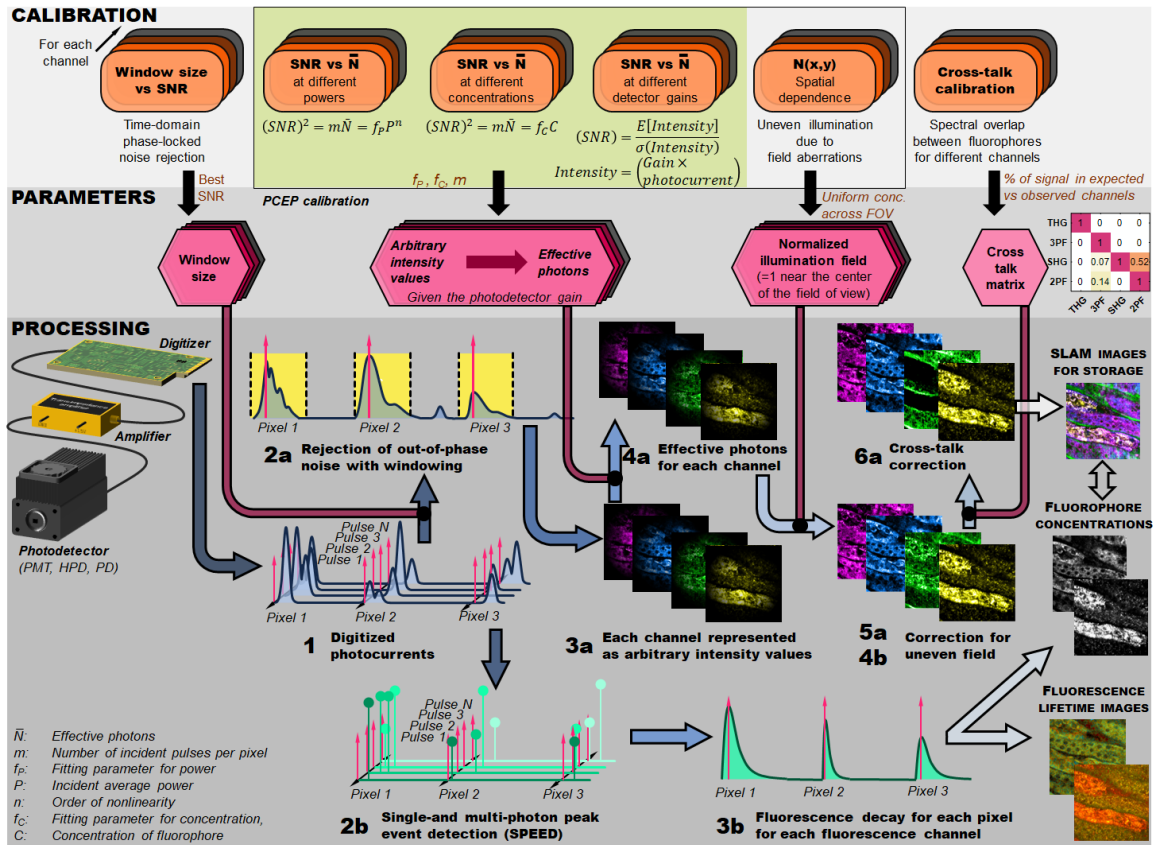 CALIBRATION
For each
channel
Window size
vs SNR
Time-domain
phase-locked
noise rejection
SNR vs N̄
at different
powers
(SNR)² = mN̄ = f_P Pⁿ
SNR vs N̄
at different
concentrations
(SNR)² = mN̄ = f_C C
SNR vs N̄
at different
detector gains
(SNR) = E[Intensity] / σ(Intensity)
Intensity = (Gain ×
photocurrent)
N(x,y)
Spatial
dependence
Uneven illumination
due to
field aberrations
Cross-talk
calibration
Spectral overlap
between fluorophores
for different channels
Best
SNR
PCEP calibration
f_P , f_C, m
Uniform conc.
across FOV
% of signal in expected
vs observed channels
PARAMETERS
Window
size
Arbitrary
intensity
values
Effective
photons
Given the photodetector gain
Normalized
illumination field
(=1 near the center
of the field of view)
Cross
talk
matrix
THG 1 0 0 0
3PF 0 1 0 0
SHG 0 0.07 1 0.52
2PF 0 0.14 0 1
THG 3PF SHG 2PF
PROCESSING
Digitizer
Amplifier
Photodetector
(PMT, HPD, PD)
Pixel 1 Pixel 2 Pixel 3
2a Rejection of out-of-phase
noise with windowing
Pulse N
Pulse 3
Pulse 2
Pulse 1
Pixel 1 Pixel 2 Pixel 3
1 Digitized
photocurrents
4a Effective photons
for each channel
3a Each channel represented
as arbitrary intensity values
6a Cross-talk
correction
5a
4b
Correction for
uneven field
SLAM IMAGES
FOR STORAGE
FLUOROPHORE
CONCENTRATIONS
FLUORESCENCE
LIFETIME IMAGES
Pulse N
Pulse 3
Pulse 2
Pulse 1
Pixel 1 Pixel 2 Pixel 3
2b Single-and multi-photon peak
event detection (SPEED)
Pixel 1 Pixel 2 Pixel 3
3b Fluorescence decay for each pixel
for each fluorescence channel
N̄: Effective photons
m: Number of incident pulses per pixel
f_P: Fitting parameter for power
P: Incident average power
n: Order of nonlinearity
f_C: Fitting parameter for concentration,
C: Concentration of fluorophore